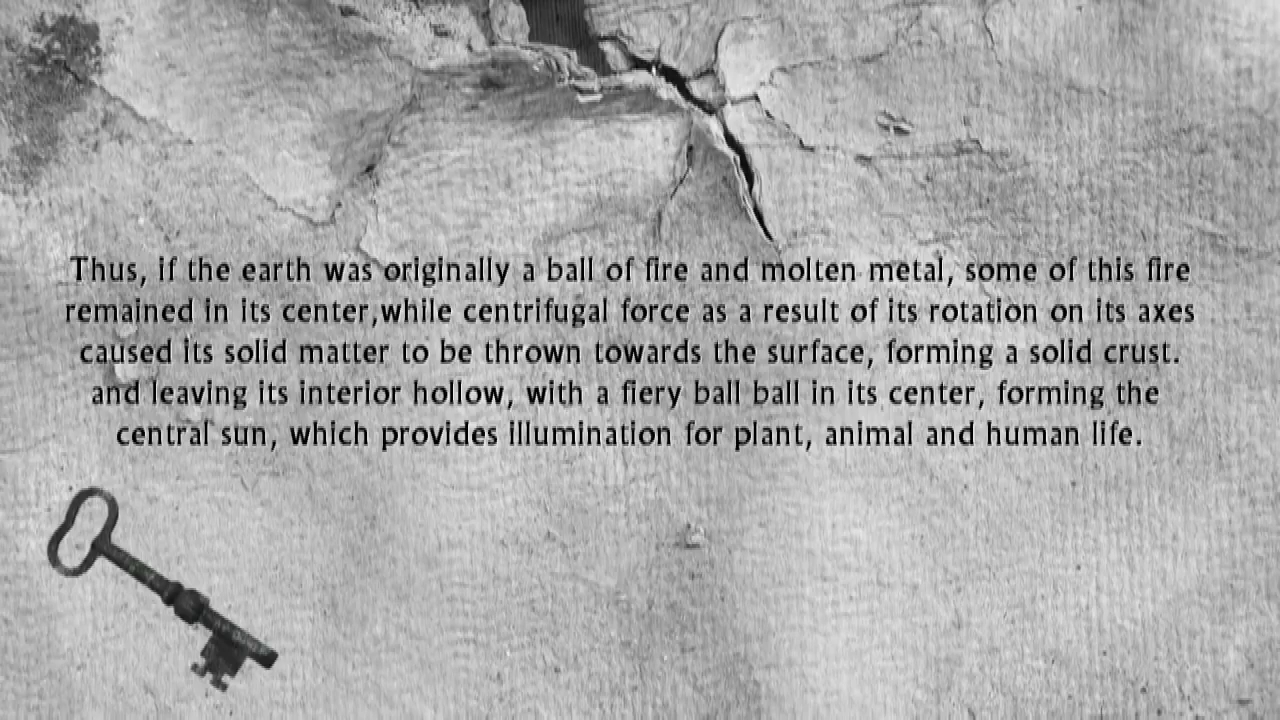 Thus, if the earth was originally a ball of fire and molten metal, some of this fire
remained in its center,while centrifugal force as a result of its rotation on its axes
caused its solid matter to be thrown towards the surface, forming a solid crust.
and leaving its interior hollow, with a fiery ball ball in its center, forming the
central sun, which provides illumination for plant, animal and human life.